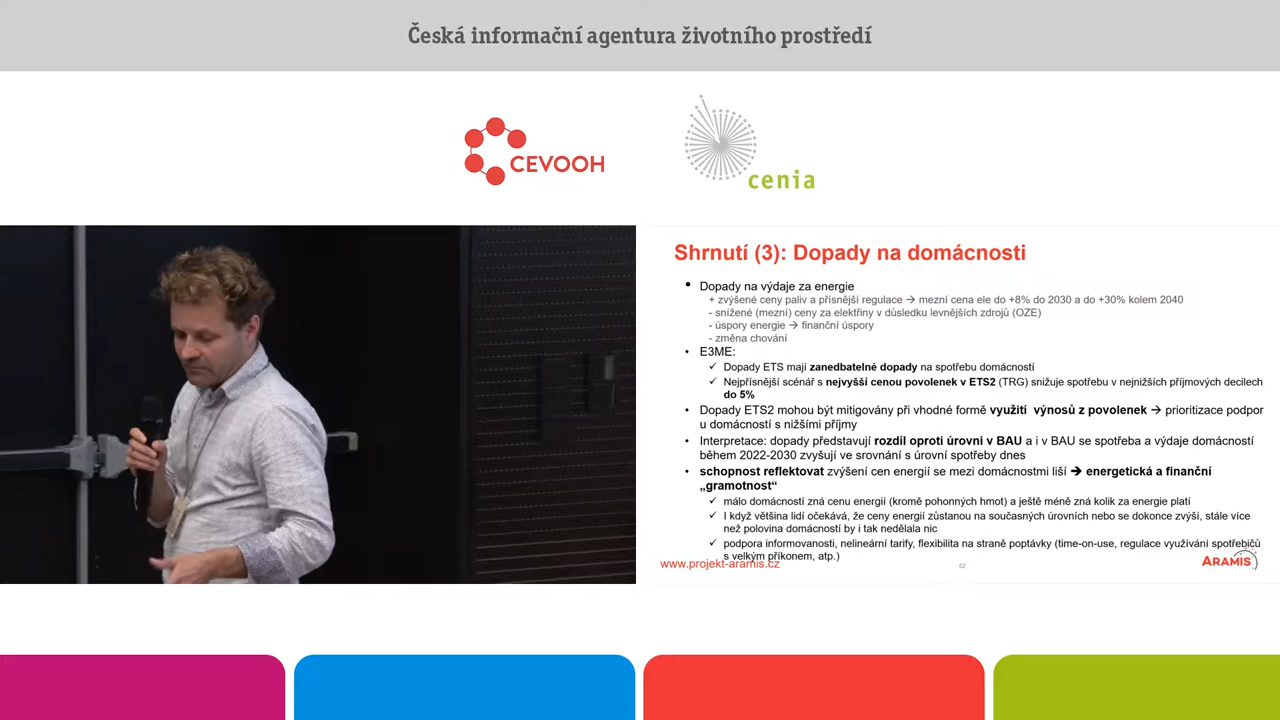 Česká informační agentura životního prostředí
CEVOOH
cenia
Shrnutí (3): Dopady na domácnosti
• Dopady na výdaje za energie
+ zvýšené ceny paliv a přísnější regulace → mezní cena ele do +8% do 2030 a do +30% kolem 2040
- snížené (mezní) ceny za elektřiny v důsledku levnějších zdrojů (OZE)
- úspory energie → finanční úspory
- změna chování
• E3ME:
✓ Dopady ETS mají zanedbatelné dopady na spotřebu domácností
✓ Nejpřísnější scénář s nejvyšší cenou povolenek v ETS2 (TRG) snižuje spotřebu v nejnižších příjmových decilech
do 5%
• Dopady ETS2 mohou být mitigovány při vhodné formě využití výnosů z povolenek → prioritizace podpor
u domácností s nižšími příjmy
• Interpretace: dopady představují rozdíl oproti úrovni v BAU a i v BAU se spotřeba a výdaje domácností
během 2022-2030 zvyšují ve srovnání s úrovní spotřeby dnes
• schopnost reflektovat zvýšení cen energií se mezi domácnostmi liší ➔ energetická a finanční
„gramotnost“
✓ málo domácností zná cenu energií (kromě pohonných hmot) a ještě méně zná kolik za energie platí
✓ I když většina lidí očekává, že ceny energií zůstanou na současných úrovních nebo se dokonce zvýší, stále více
než polovina domácností by i tak nedělala nic
✓ podpora informovanosti, nelineární tarify, flexibilita na straně poptávky (time-on-use, regulace využívání spotřebičů
s velkým příkonem, atp.)
www.projekt-aramis.cz
52
ARAMIS